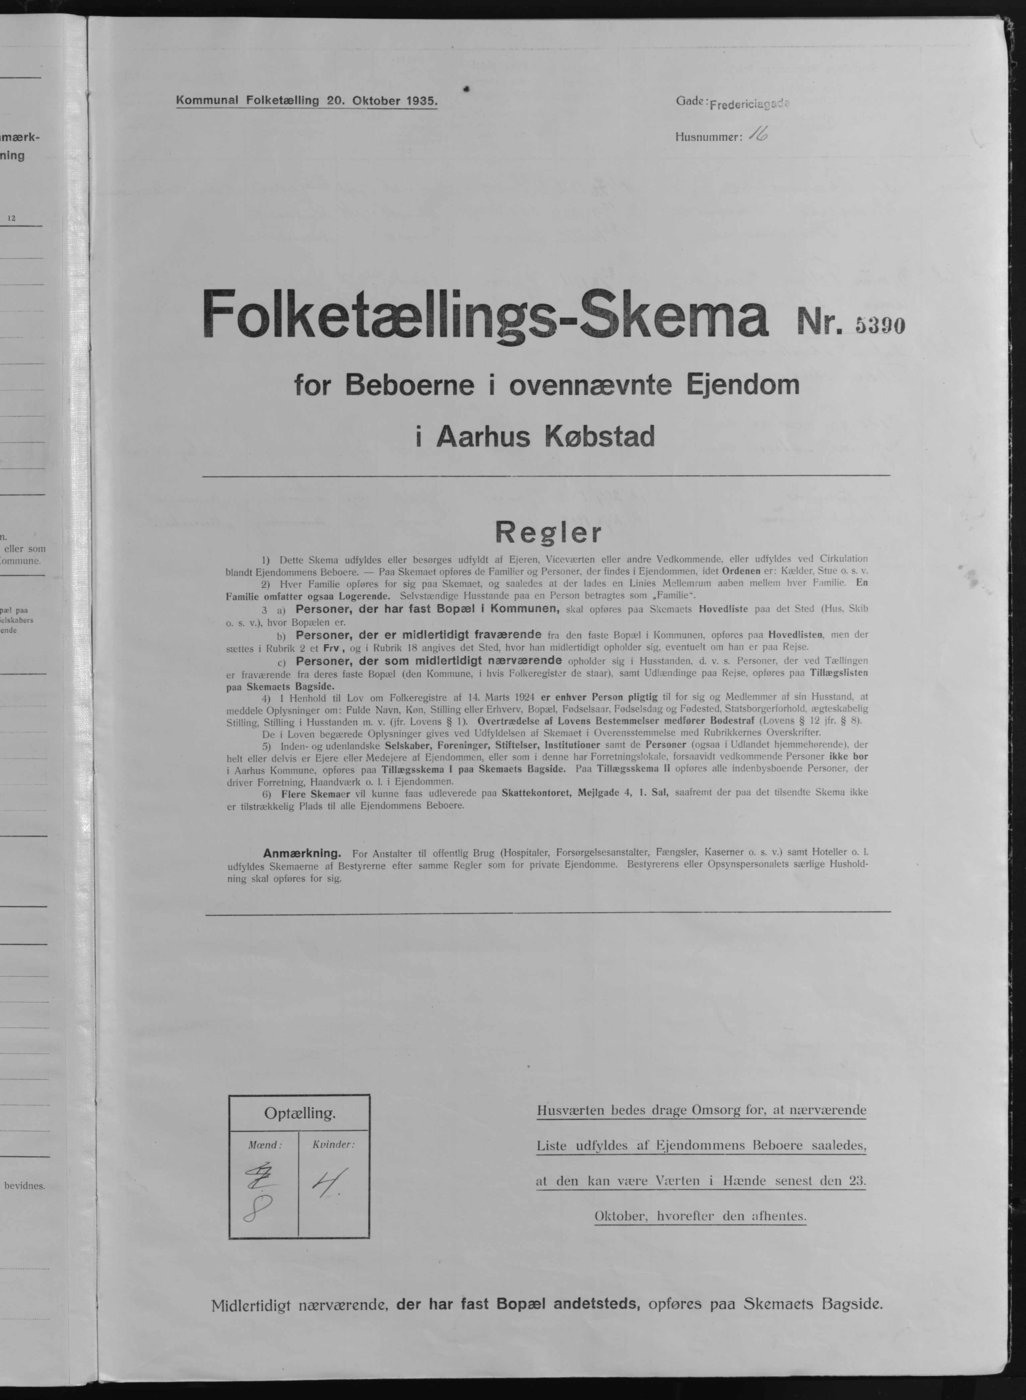 mærk-
ning
12
n.
eller som
ommune.
pæl paa
elskabers
ende
bevidnes.
Kommunal Folketælling 20. Oktober 1935.
Gade: Fredericiagade
Husnummer: 16
Folketællings-Skema Nr. 5390
for Beboerne i ovennævnte Ejendom
i Aarhus Købstad
Regler
1) Dette Skema udfyldes eller besørges udfyldt af Ejeren, Viceværten eller andre Vedkommende, eller udfyldes ved Cirkulation
blandt Ejendommens Beboere. — Paa Skemaet opføres de Familier og Personer, der findes i Ejendommen, idet Ordenen er: Kælder, Stue o. s. v.
2) Hver Familie opføres for sig paa Skemaet, og saaledes at der lades en Linies Mellemrum aaben mellem hver Familie. En
Familie omfatter ogsaa Logerende. Selvstændige Husstande paa en Person betragtes som „Familie“.
3 a) Personer, der har fast Bopæl i Kommunen, skal opføres paa Skemaets Hovedliste paa det Sted (Hus, Skib
o. s. v.), hvor Bopælen er.
b) Personer, der er midlertidigt fraværende fra den faste Bopæl i Kommunen, opføres paa Hovedlisten, men der
sættes i Rubrik 2 et Frv., og i Rubrik 18 angives det Sted, hvor han midlertidigt opholder sig, eventuelt om han er paa Rejse.
c) Personer, der som midlertidigt nærværende opholder sig i Husstanden, d. v. s. Personer, der ved Tællingen
er fraværende fra deres faste Bopæl (den Kommune, i hvis Folkeregister de staar), samt Udlændinge paa Rejse, opføres paa Tillægslisten
paa Skemaets Bagside.
4) I Henhold til Lov om Folkeregistre af 14. Marts 1924 er enhver Person pligtig til for sig og Medlemmer af sin Husstand, at
meddele Oplysninger om: Fulde Navn, Køn, Stilling eller Erhverv, Bopæl, Fødselsaar, Fødselsdag og Fødested, Statsborgerforhold, ægteskabelig
Stilling, Stilling i Husstanden m. v. (jfr. Lovens § 1). Overtrædelse af Lovens Bestemmelser medfører Bødestraf (Lovens § 12 jfr. § 8).
De i Loven begærede Oplysninger gives ved Udfyldelsen af Skemaet i Overensstemmelse med Rubrikkernes Overskrifter.
5) Inden- og udenlandske Selskaber, Foreninger, Stiftelser, Institutioner samt de Personer (ogsaa i Udlandet hjemmehørende), der
helt eller delvis er Ejere eller Medejere af Ejendommen, eller som i denne har Forretningslokale, forsaavidt vedkommende Personer ikke bor
i Aarhus Kommune, opføres paa Tillægsskema I paa Skemaets Bagside. Paa Tillægsskema II opføres alle indenbysboende Personer, der
driver Forretning, Haandværk o. l. i Ejendommen.
6) Flere Skemaer vil kunne faas udleverede paa Skattekontoret, Mejlgade 4, 1. Sal, saafremt der paa det tilsendte Skema ikke
er tilstrækkelig Plads til alle Ejendommens Beboere.
Anmærkning. For Anstalter til offentlig Brug (Hospitaler, Forsørgelsesanstalter, Fængsler, Kaserner o. s. v.) samt Hoteller o. l.
udfyldes Skemaerne af Bestyrerne efter samme Regler som for private Ejendomme. Bestyrerens eller Opsynspersonalets særlige Hushold-
ning skal opføres for sig.
Optælling.
Mænd: Kvinder:
8 4.
Husværten bedes drage Omsorg for, at nærværende
Liste udfyldes af Ejendommens Beboere saaledes,
at den kan være Værten i Hænde senest den 23.
Oktober, hvorefter den afhentes.
Midlertidigt nærværende, der har fast Bopæl andetsteds, opføres paa Skemaets Bagside.